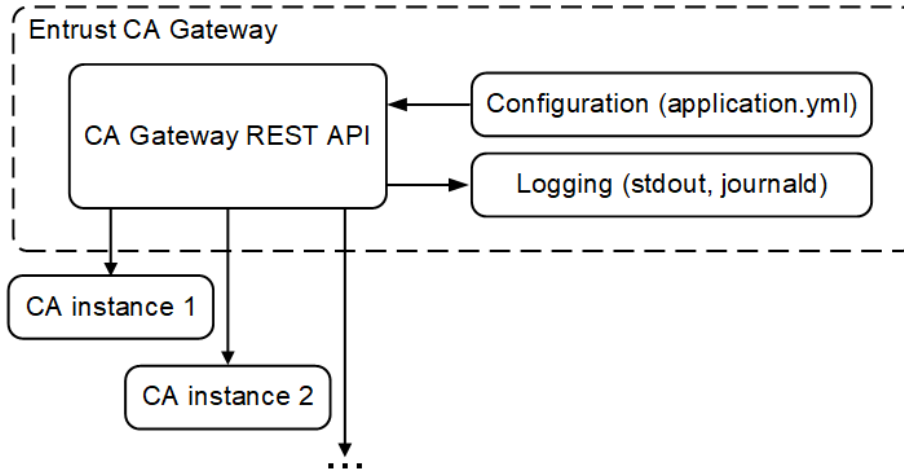 Entrust CA Gateway
CA Gateway REST API
Configuration (application.yml)
Logging (stdout, journald)
CA instance 1
CA instance 2
...